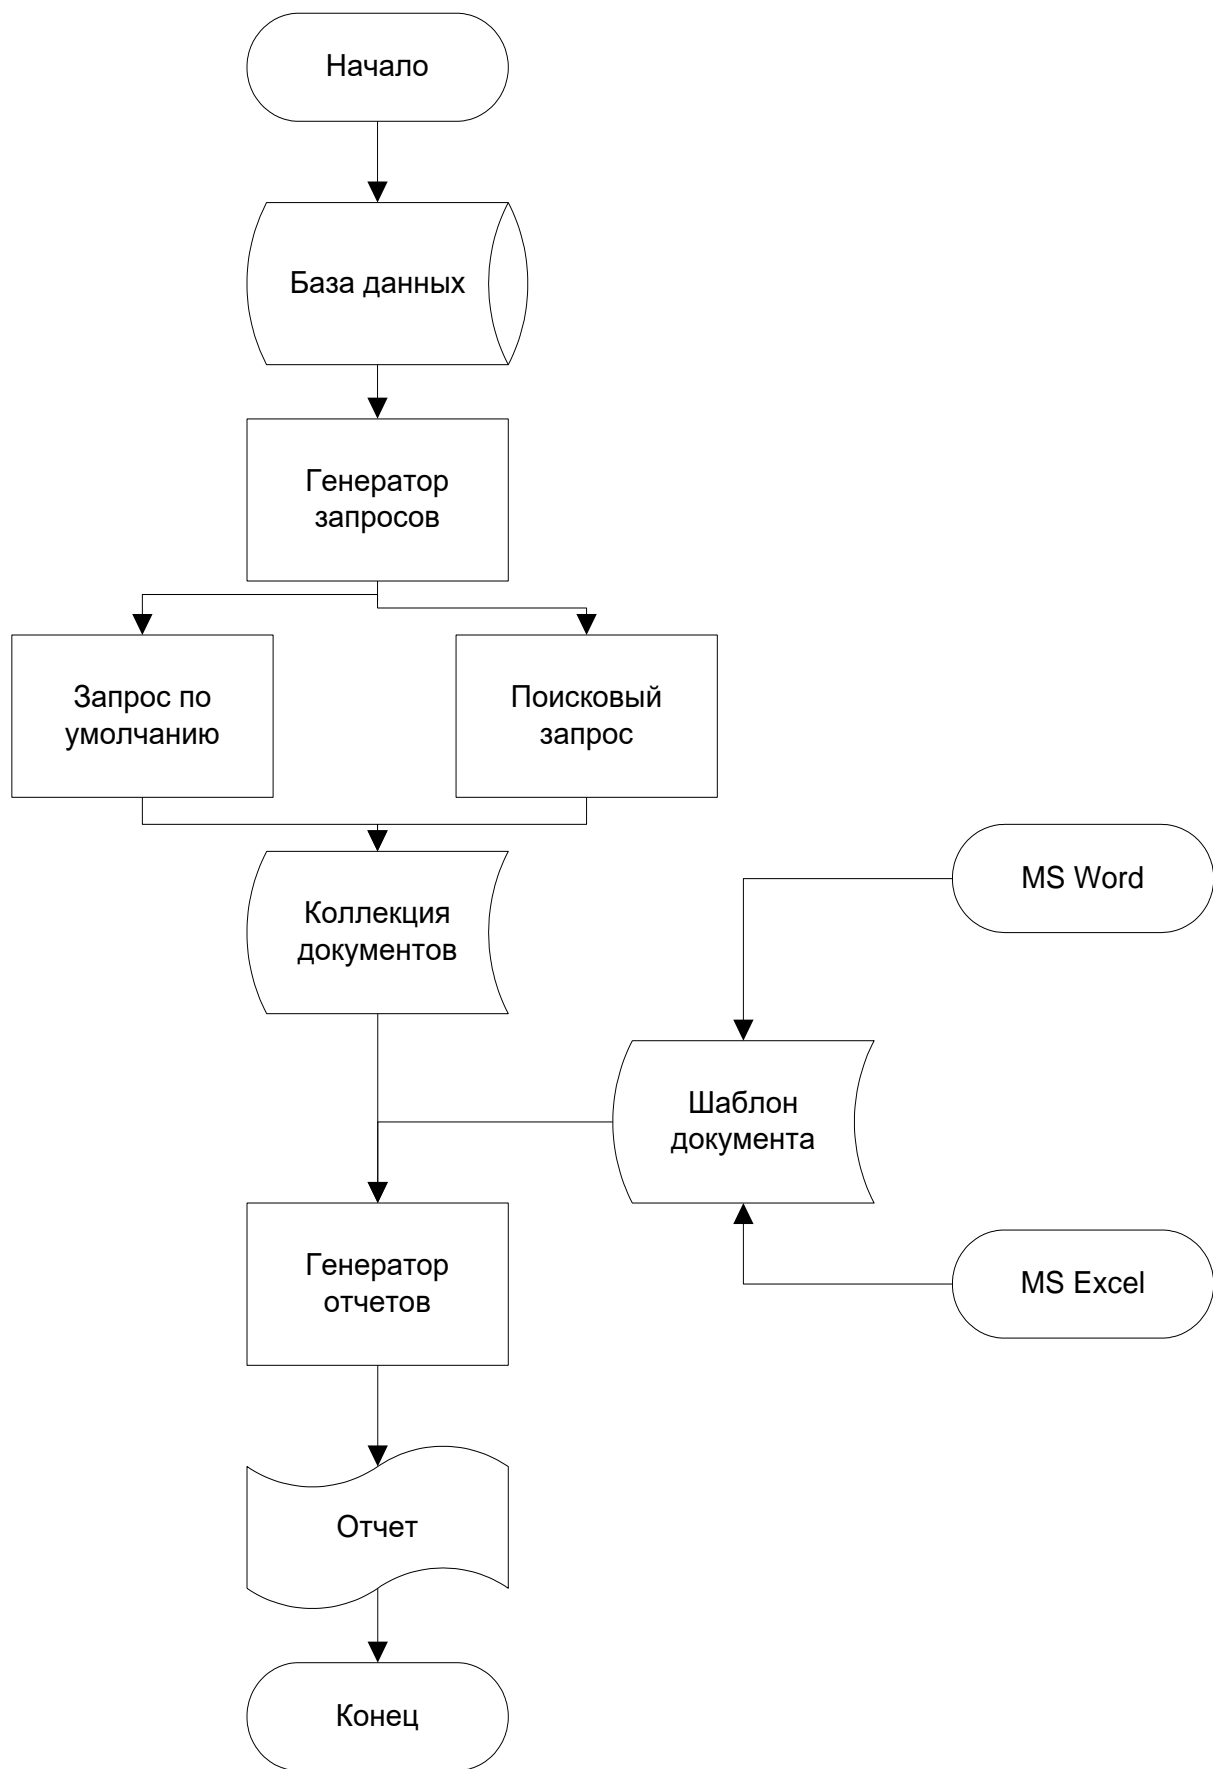 Начало
База данных
Генератор
запросов
Запрос по
умолчанию
Поисковый
запрос
Коллекция
документов
MS Word
Шаблон
документа
Генератор
отчетов
MS Excel
Отчет
Конец